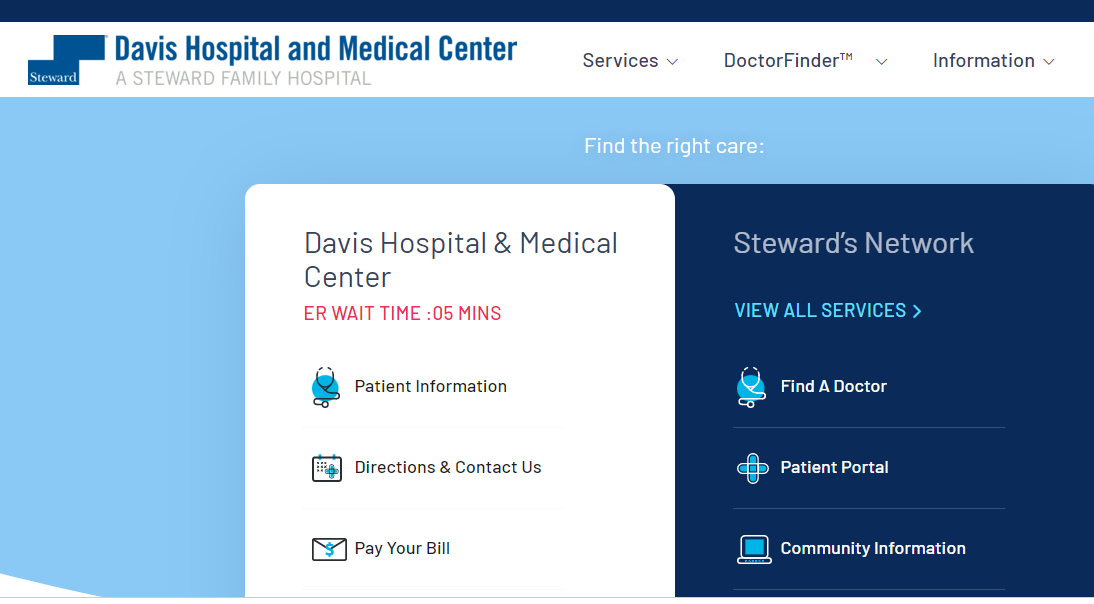 Steward
Davis Hospital and Medical Center
A STEWARD FAMILY HOSPITAL
Services
DoctorFinder™
Information
Find the right care:
Davis Hospital & Medical
Center
ER WAIT TIME :05 MINS
Patient Information
Directions & Contact Us
Pay Your Bill
Steward’s Network
VIEW ALL SERVICES
Find A Doctor
Patient Portal
Community Information